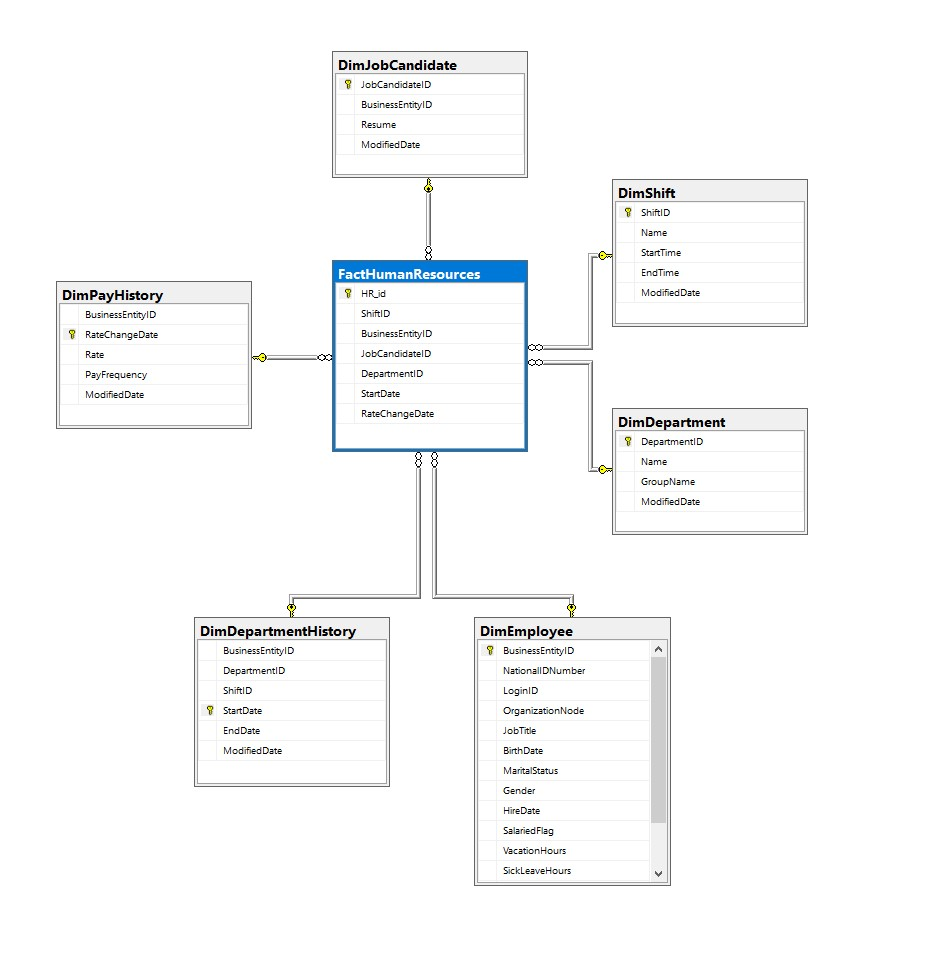 DimJobCandidate
JobCandidateID
BusinessEntityID
Resume
ModifiedDate
DimShift
ShiftID
Name
StartTime
EndTime
ModifiedDate
FactHumanResources
HR_id
ShiftID
BusinessEntityID
JobCandidateID
DepartmentID
StartDate
RateChangeDate
DimPayHistory
BusinessEntityID
RateChangeDate
Rate
PayFrequency
ModifiedDate
DimDepartment
DepartmentID
Name
GroupName
ModifiedDate
DimDepartmentHistory
BusinessEntityID
DepartmentID
ShiftID
StartDate
EndDate
ModifiedDate
DimEmployee
BusinessEntityID
NationalIDNumber
LoginID
OrganizationNode
JobTitle
BirthDate
MaritalStatus
Gender
HireDate
SalariedFlag
VacationHours
SickLeaveHours